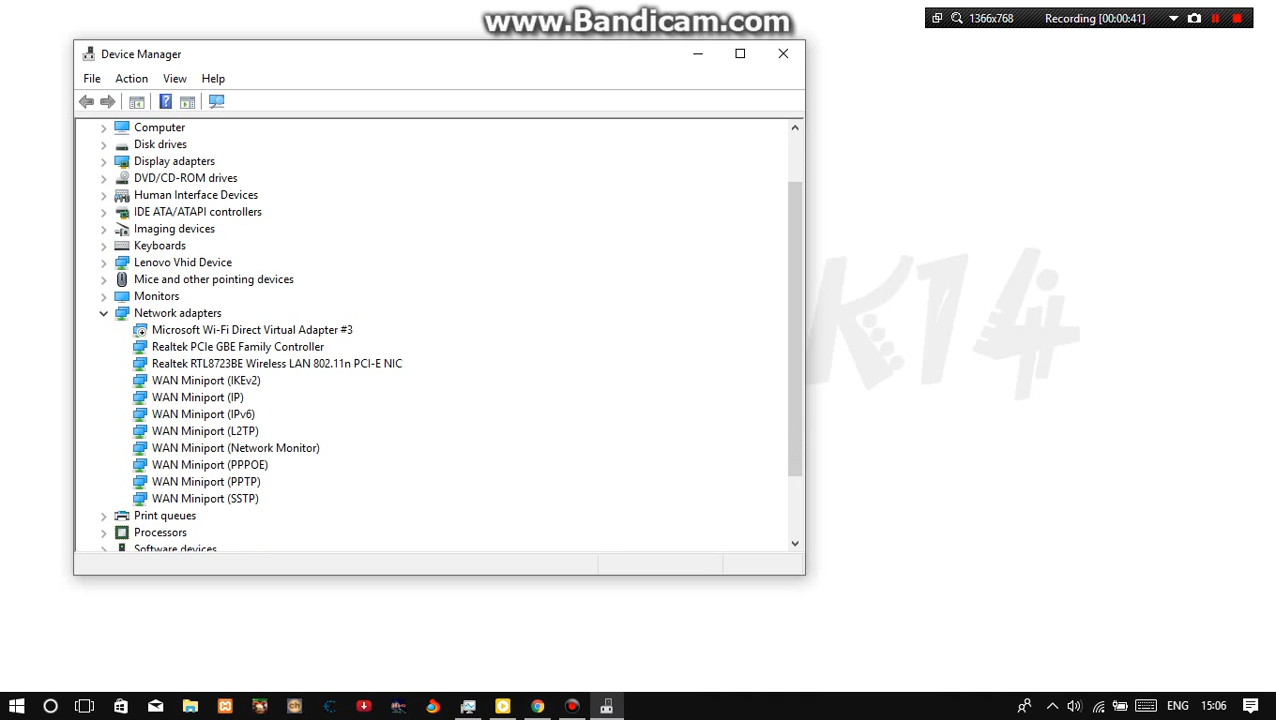 www.Bandicam.com
1366x768 Recording [00:00:41]
Device Manager
File Action View Help
Computer
Disk drives
Display adapters
DVD/CD-ROM drives
Human Interface Devices
IDE ATA/ATAPI controllers
Imaging devices
Keyboards
Lenovo Vhid Device
Mice and other pointing devices
Monitors
Network adapters
Microsoft Wi-Fi Direct Virtual Adapter #3
Realtek PCIe GBE Family Controller
Realtek RTL8723BE Wireless LAN 802.11n PCI-E NIC
WAN Miniport (IKEv2)
WAN Miniport (IP)
WAN Miniport (IPv6)
WAN Miniport (L2TP)
WAN Miniport (Network Monitor)
WAN Miniport (PPPOE)
WAN Miniport (PPTP)
WAN Miniport (SSTP)
Print queues
Processors
Software devices
ENG 15:06